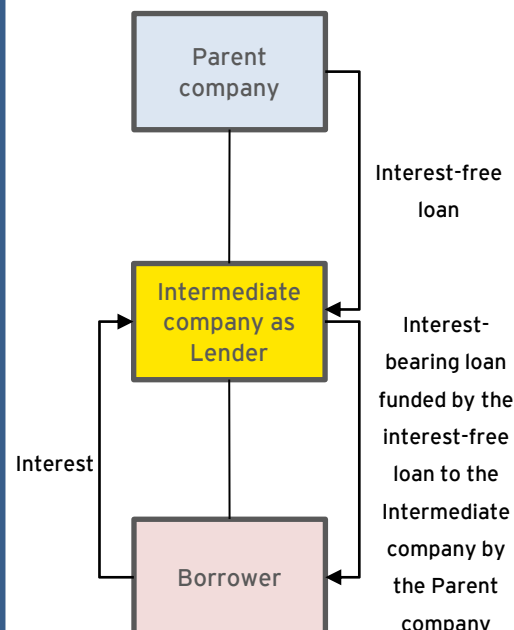 Parent
company
Interest-free
loan
Intermediate
company as
Lender
Interest-
bearing loan
funded by the
interest-free
loan to the
Intermediate
company by
the Parent
company
Interest
Borrower